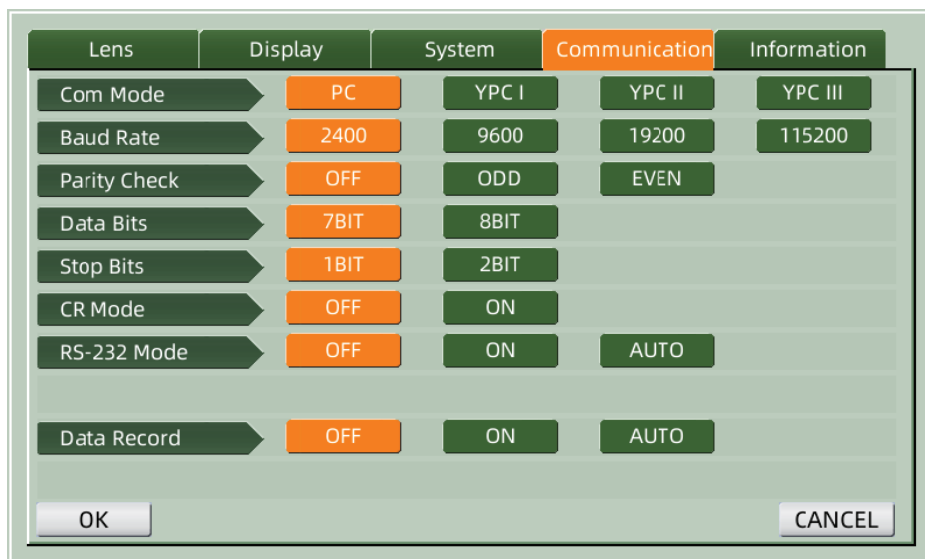 Lens Display System Communication Information
Com Mode PC YPC I YPC II YPC III
Baud Rate 2400 9600 19200 115200
Parity Check OFF ODD EVEN
Data Bits 7BIT 8BIT
Stop Bits 1BIT 2BIT
CR Mode OFF ON
RS-232 Mode OFF ON AUTO
Data Record OFF ON AUTO
OK CANCEL